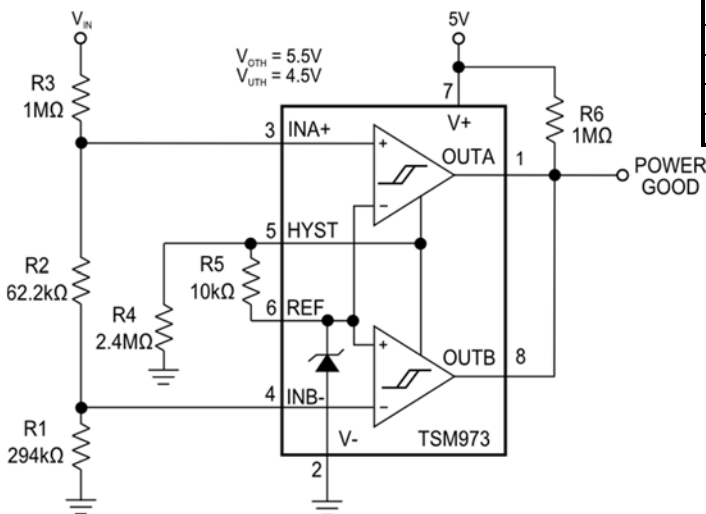 VIN
5V
VOTH = 5.5V
VUTH = 4.5V
R3
1MΩ
7
V+
R6
1MΩ
3 INA+
+
−
OUTA
1
POWER
GOOD
5 HYST
R2
62.2kΩ
R5
10kΩ
6 REF
R4
2.4MΩ
+
−
OUTB
8
4 INB-
R1
294kΩ
V-
TSM973
2